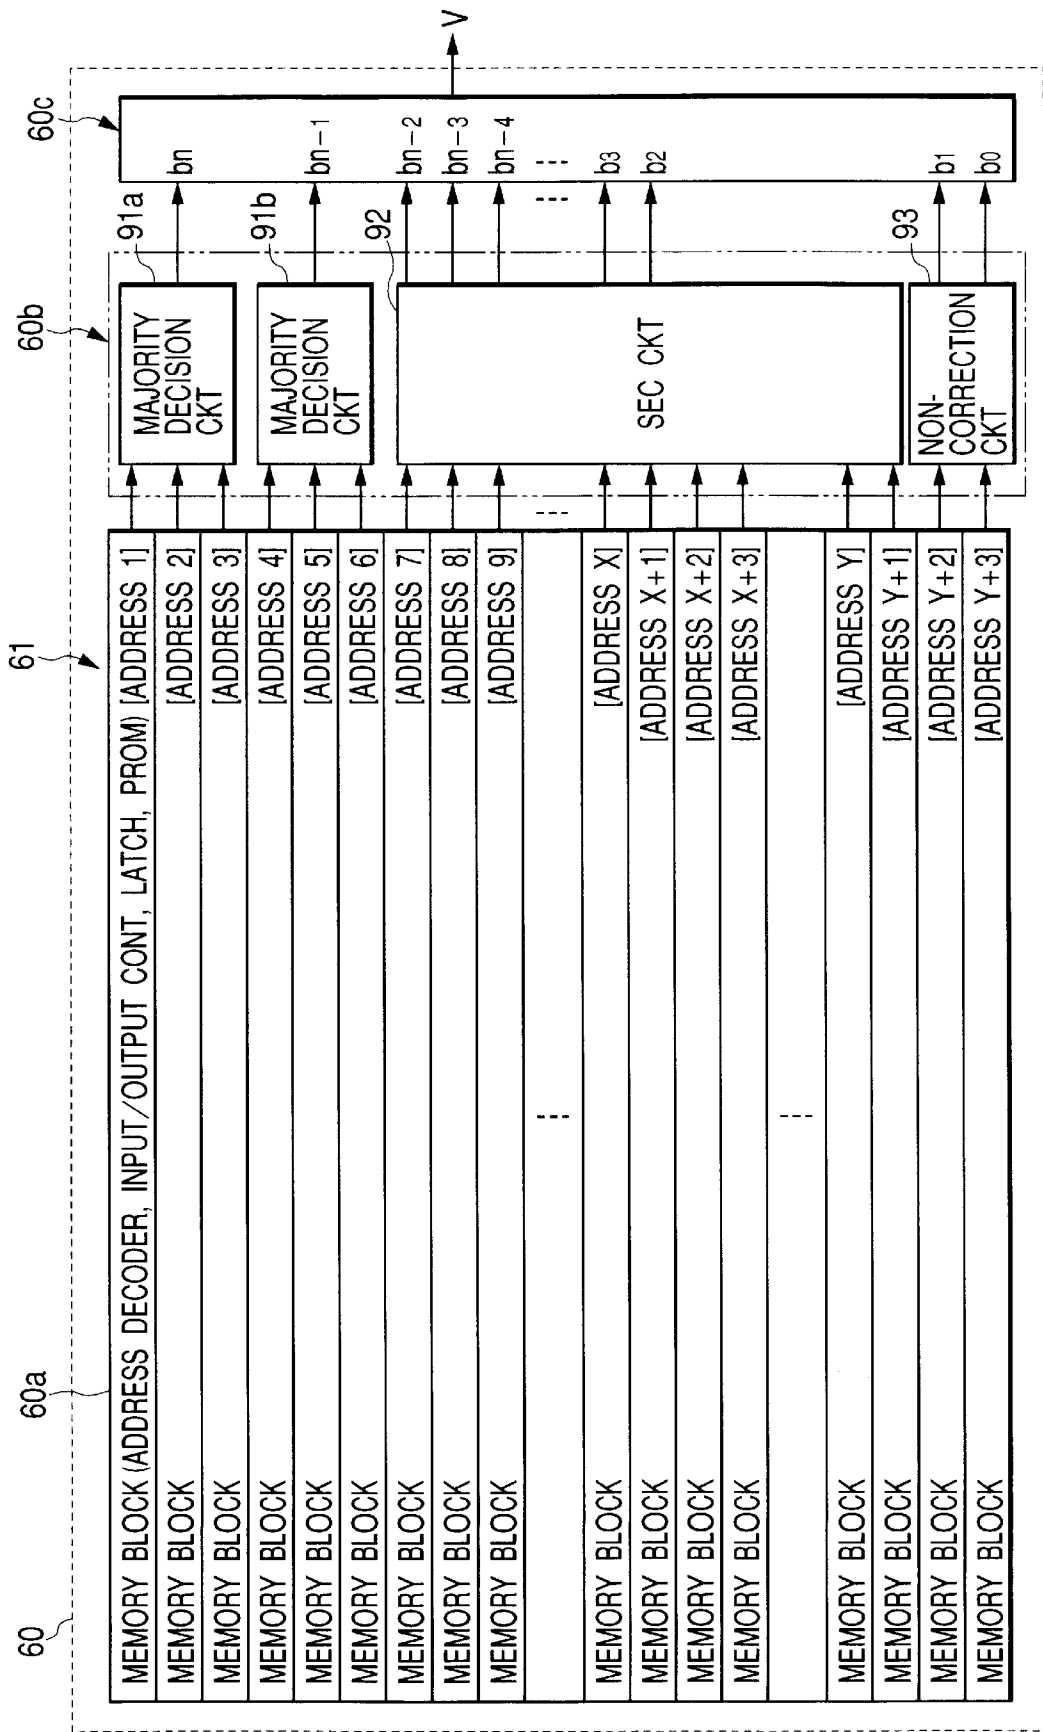 60
60a
61
60b
60c
91a
91b
92
93
MEMORY BLOCK (ADDRESS DECODER, INPUT/OUTPUT CONT, LATCH, PROM) [ADDRESS 1]
MEMORY BLOCK [ADDRESS 2]
MEMORY BLOCK [ADDRESS 3]
MEMORY BLOCK [ADDRESS 4]
MEMORY BLOCK [ADDRESS 5]
MEMORY BLOCK [ADDRESS 6]
MEMORY BLOCK [ADDRESS 7]
MEMORY BLOCK [ADDRESS 8]
MEMORY BLOCK [ADDRESS 9]
MEMORY BLOCK [ADDRESS X]
MEMORY BLOCK [ADDRESS X+1]
MEMORY BLOCK [ADDRESS X+2]
MEMORY BLOCK [ADDRESS X+3]
MEMORY BLOCK [ADDRESS Y]
MEMORY BLOCK [ADDRESS Y+1]
MEMORY BLOCK [ADDRESS Y+2]
MEMORY BLOCK [ADDRESS Y+3]
MAJORITY
DECISION
CKT
MAJORITY
DECISION
CKT
SEC CKT
NON-
CORRECTION
CKT
bn
bn-1
bn-2
bn-3
bn-4
b3
b2
b1
b0
V